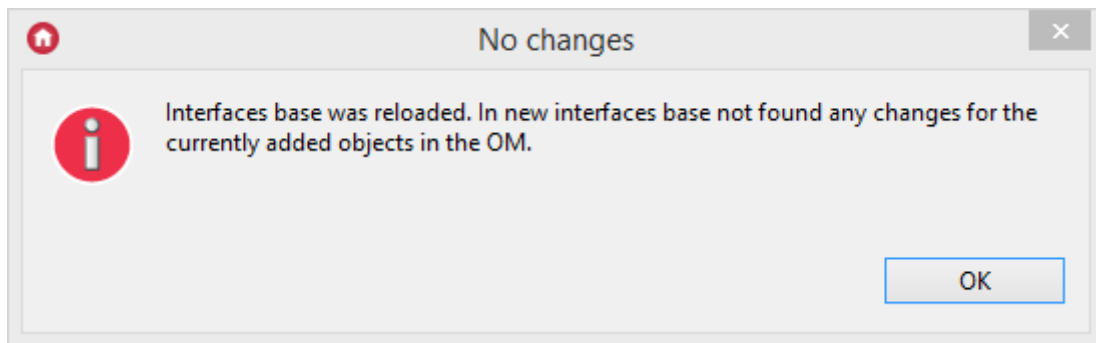 No changes
Interfaces base was reloaded. In new interfaces base not found any changes for the
currently added objects in the OM.
OK